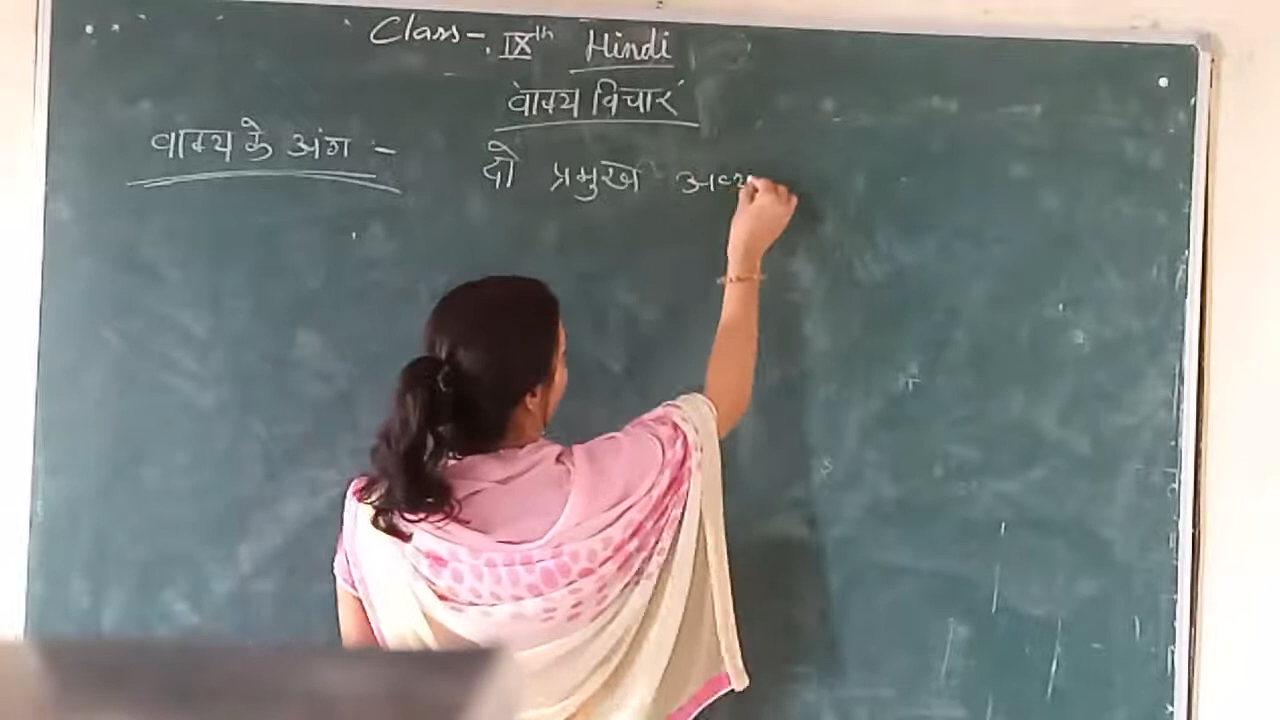 Class - IXth Hindi
वाक्य विचार
वाक्य के अंग - दो प्रमुख